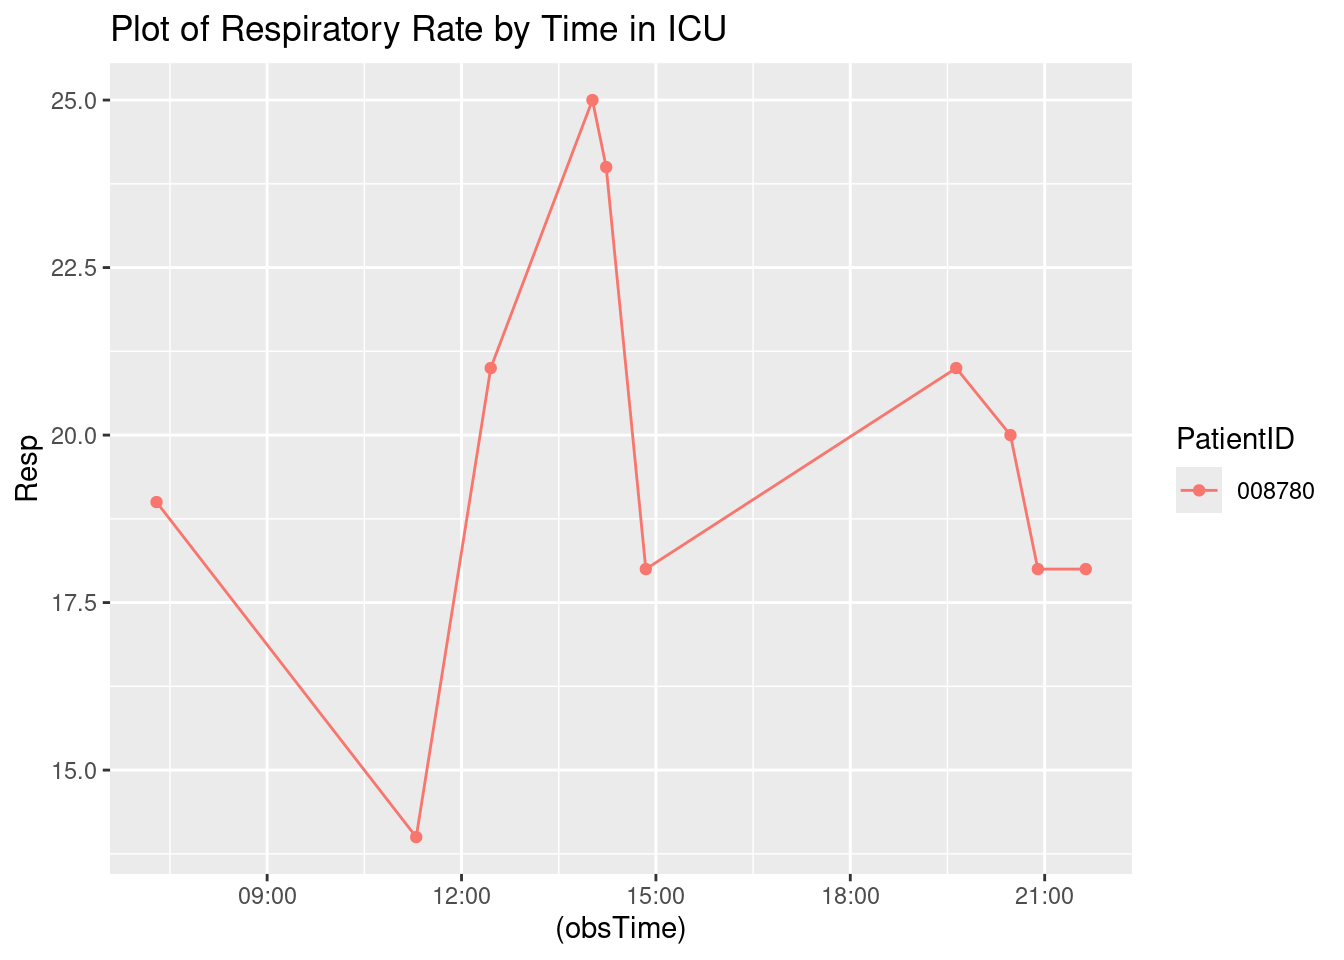 Plot of Respiratory Rate by Time in ICU
25.0
22.5
20.0
17.5
15.0
Resp
09:00 12:00 15:00 18:00 21:00
(obsTime)
PatientID
008780